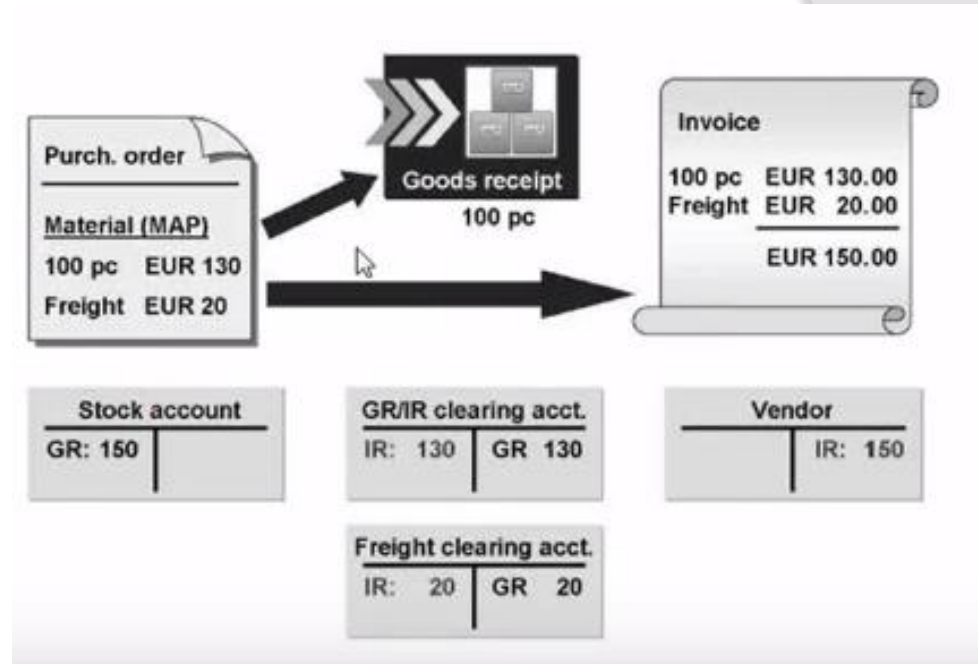 Purch. order
Material (MAP)
100 pc EUR 130
Freight EUR 20
Goods receipt
100 pc
Invoice
100 pc EUR 130.00
Freight EUR 20.00
EUR 150.00
Stock account
GR: 150
GR/IR clearing acct.
IR: 130 GR 130
Vendor
IR: 150
Freight clearing acct.
IR: 20 GR 20